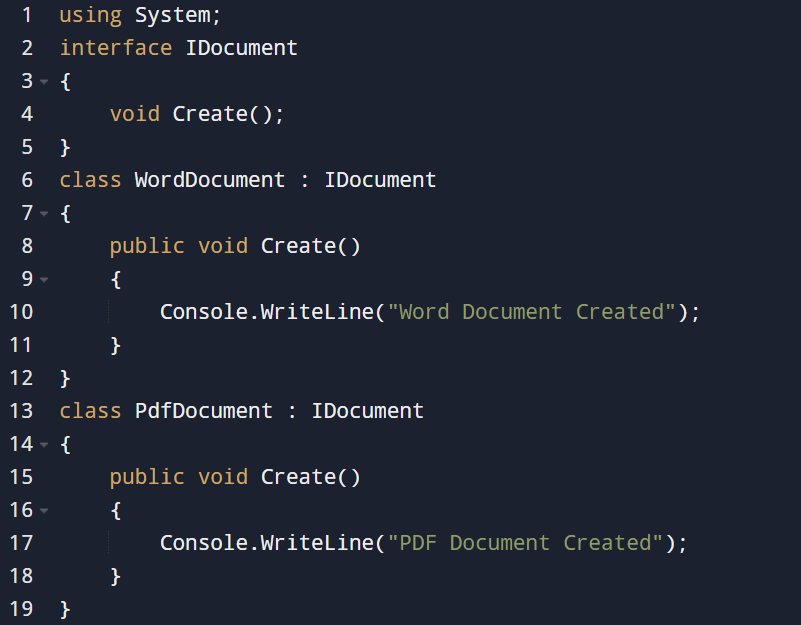 1 using System;
2 interface IDocument
3 {
4     void Create();
5 }
6 class WordDocument : IDocument
7 {
8     public void Create()
9     {
10         Console.WriteLine("Word Document Created");
11     }
12 }
13 class PdfDocument : IDocument
14 {
15     public void Create()
16     {
17         Console.WriteLine("PDF Document Created");
18     }
19 }